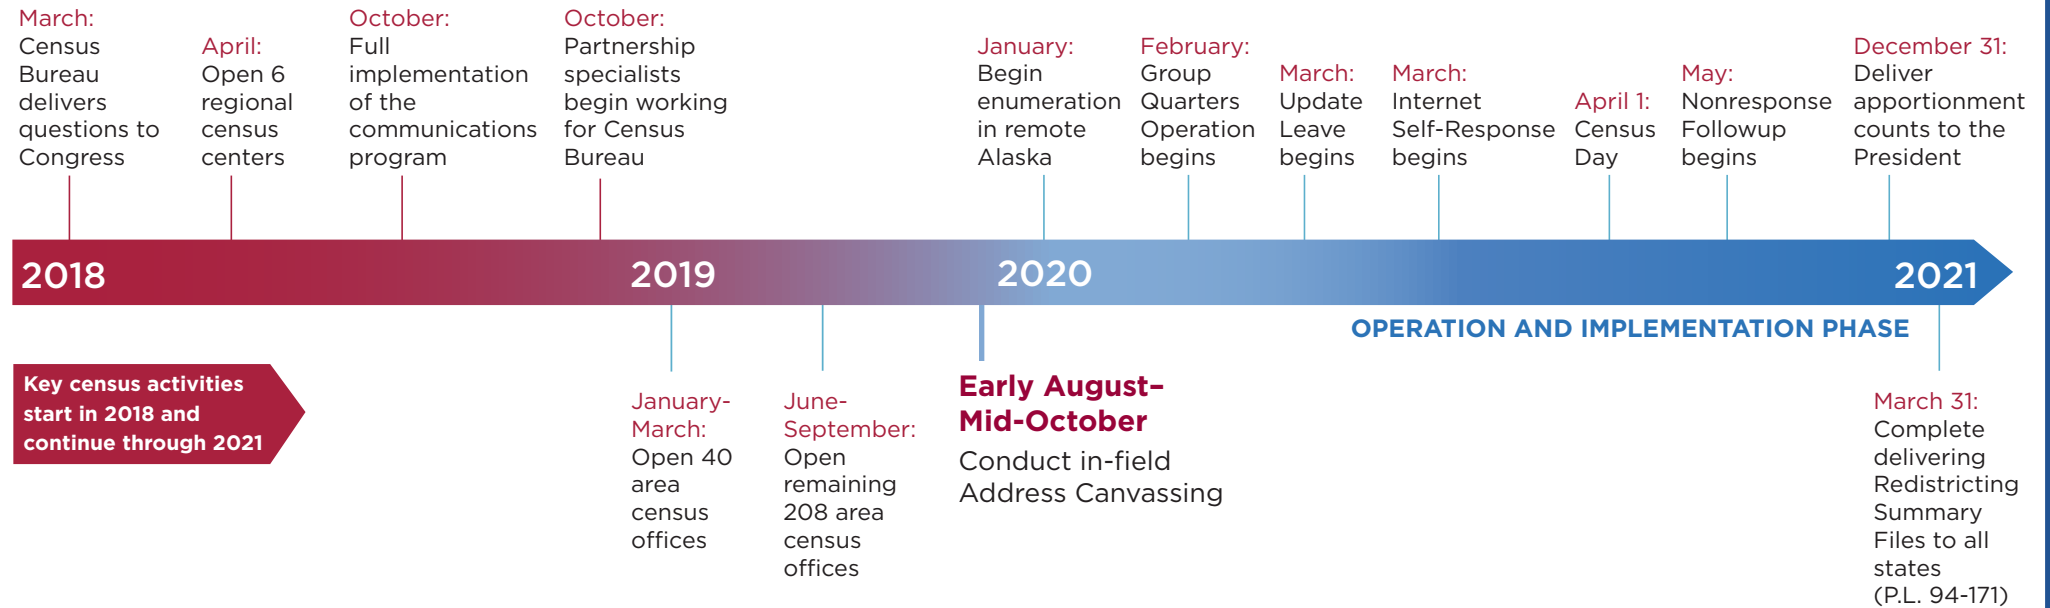 March:
Census
Bureau
delivers
questions to
Congress
April:
Open 6
regional
census
centers
October:
Full
implementation
of the
communications
program
October:
Partnership
specialists
begin working
for Census
Bureau
January:
Begin
enumeration
in remote
Alaska
February:
Group
Quarters
Operation
begins
March:
Update
Leave
begins
March:
Internet
Self-Response
begins
April 1:
Census
Day
May:
Nonresponse
Followup
begins
December 31:
Deliver
apportionment
counts to the
President
2018
2019
2020
2021
OPERATION AND IMPLEMENTATION PHASE
Key census activities
start in 2018 and
continue through 2021
January-
March:
Open 40
area
census
offices
June-
September:
Open
remaining
208 area
census
offices
Early August–
Mid-October
Conduct in-field
Address Canvassing
March 31:
Complete
delivering
Redistricting
Summary
Files to all
states
(P.L. 94-171)